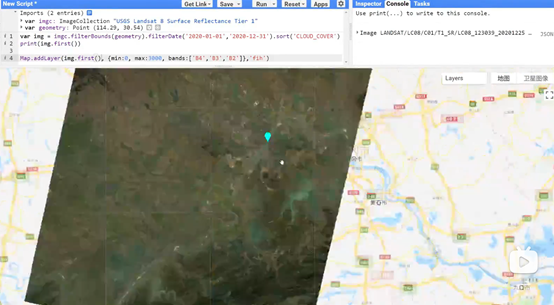 New Script *
Get Link
Save
Run
Reset
Apps
Inspector
Console
Tasks
Imports (2 entries)
var imgc: ImageCollection "USGS Landsat 8 Surface Reflectance Tier 1"
var geometry: Point (114.29, 30.54)
1 var img = imgc.filterBounds(geometry).filterDate('2020-01-01','2020-12-31').sort('CLOUD_COVER')
2 print(img.first())
3
4 Map.addLayer(img.first(), {min:0, max:3000, bands:['B4','B3','B2']},'fih')
Use print(...) to write to this console.
Image LANDSAT/LC08/C01/T1_SR/LC08_123039_20201225 …
JSON
Layers
地图
卫星图像